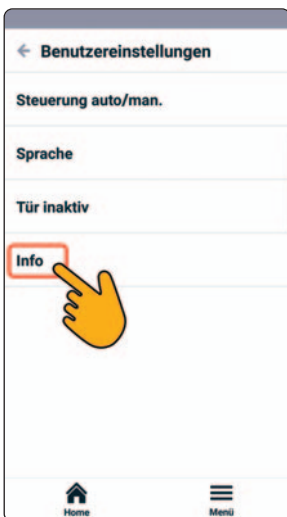 Benutzereinstellungen
Steuerung auto/man.
Sprache
Tür inaktiv
Info
Home
Menü